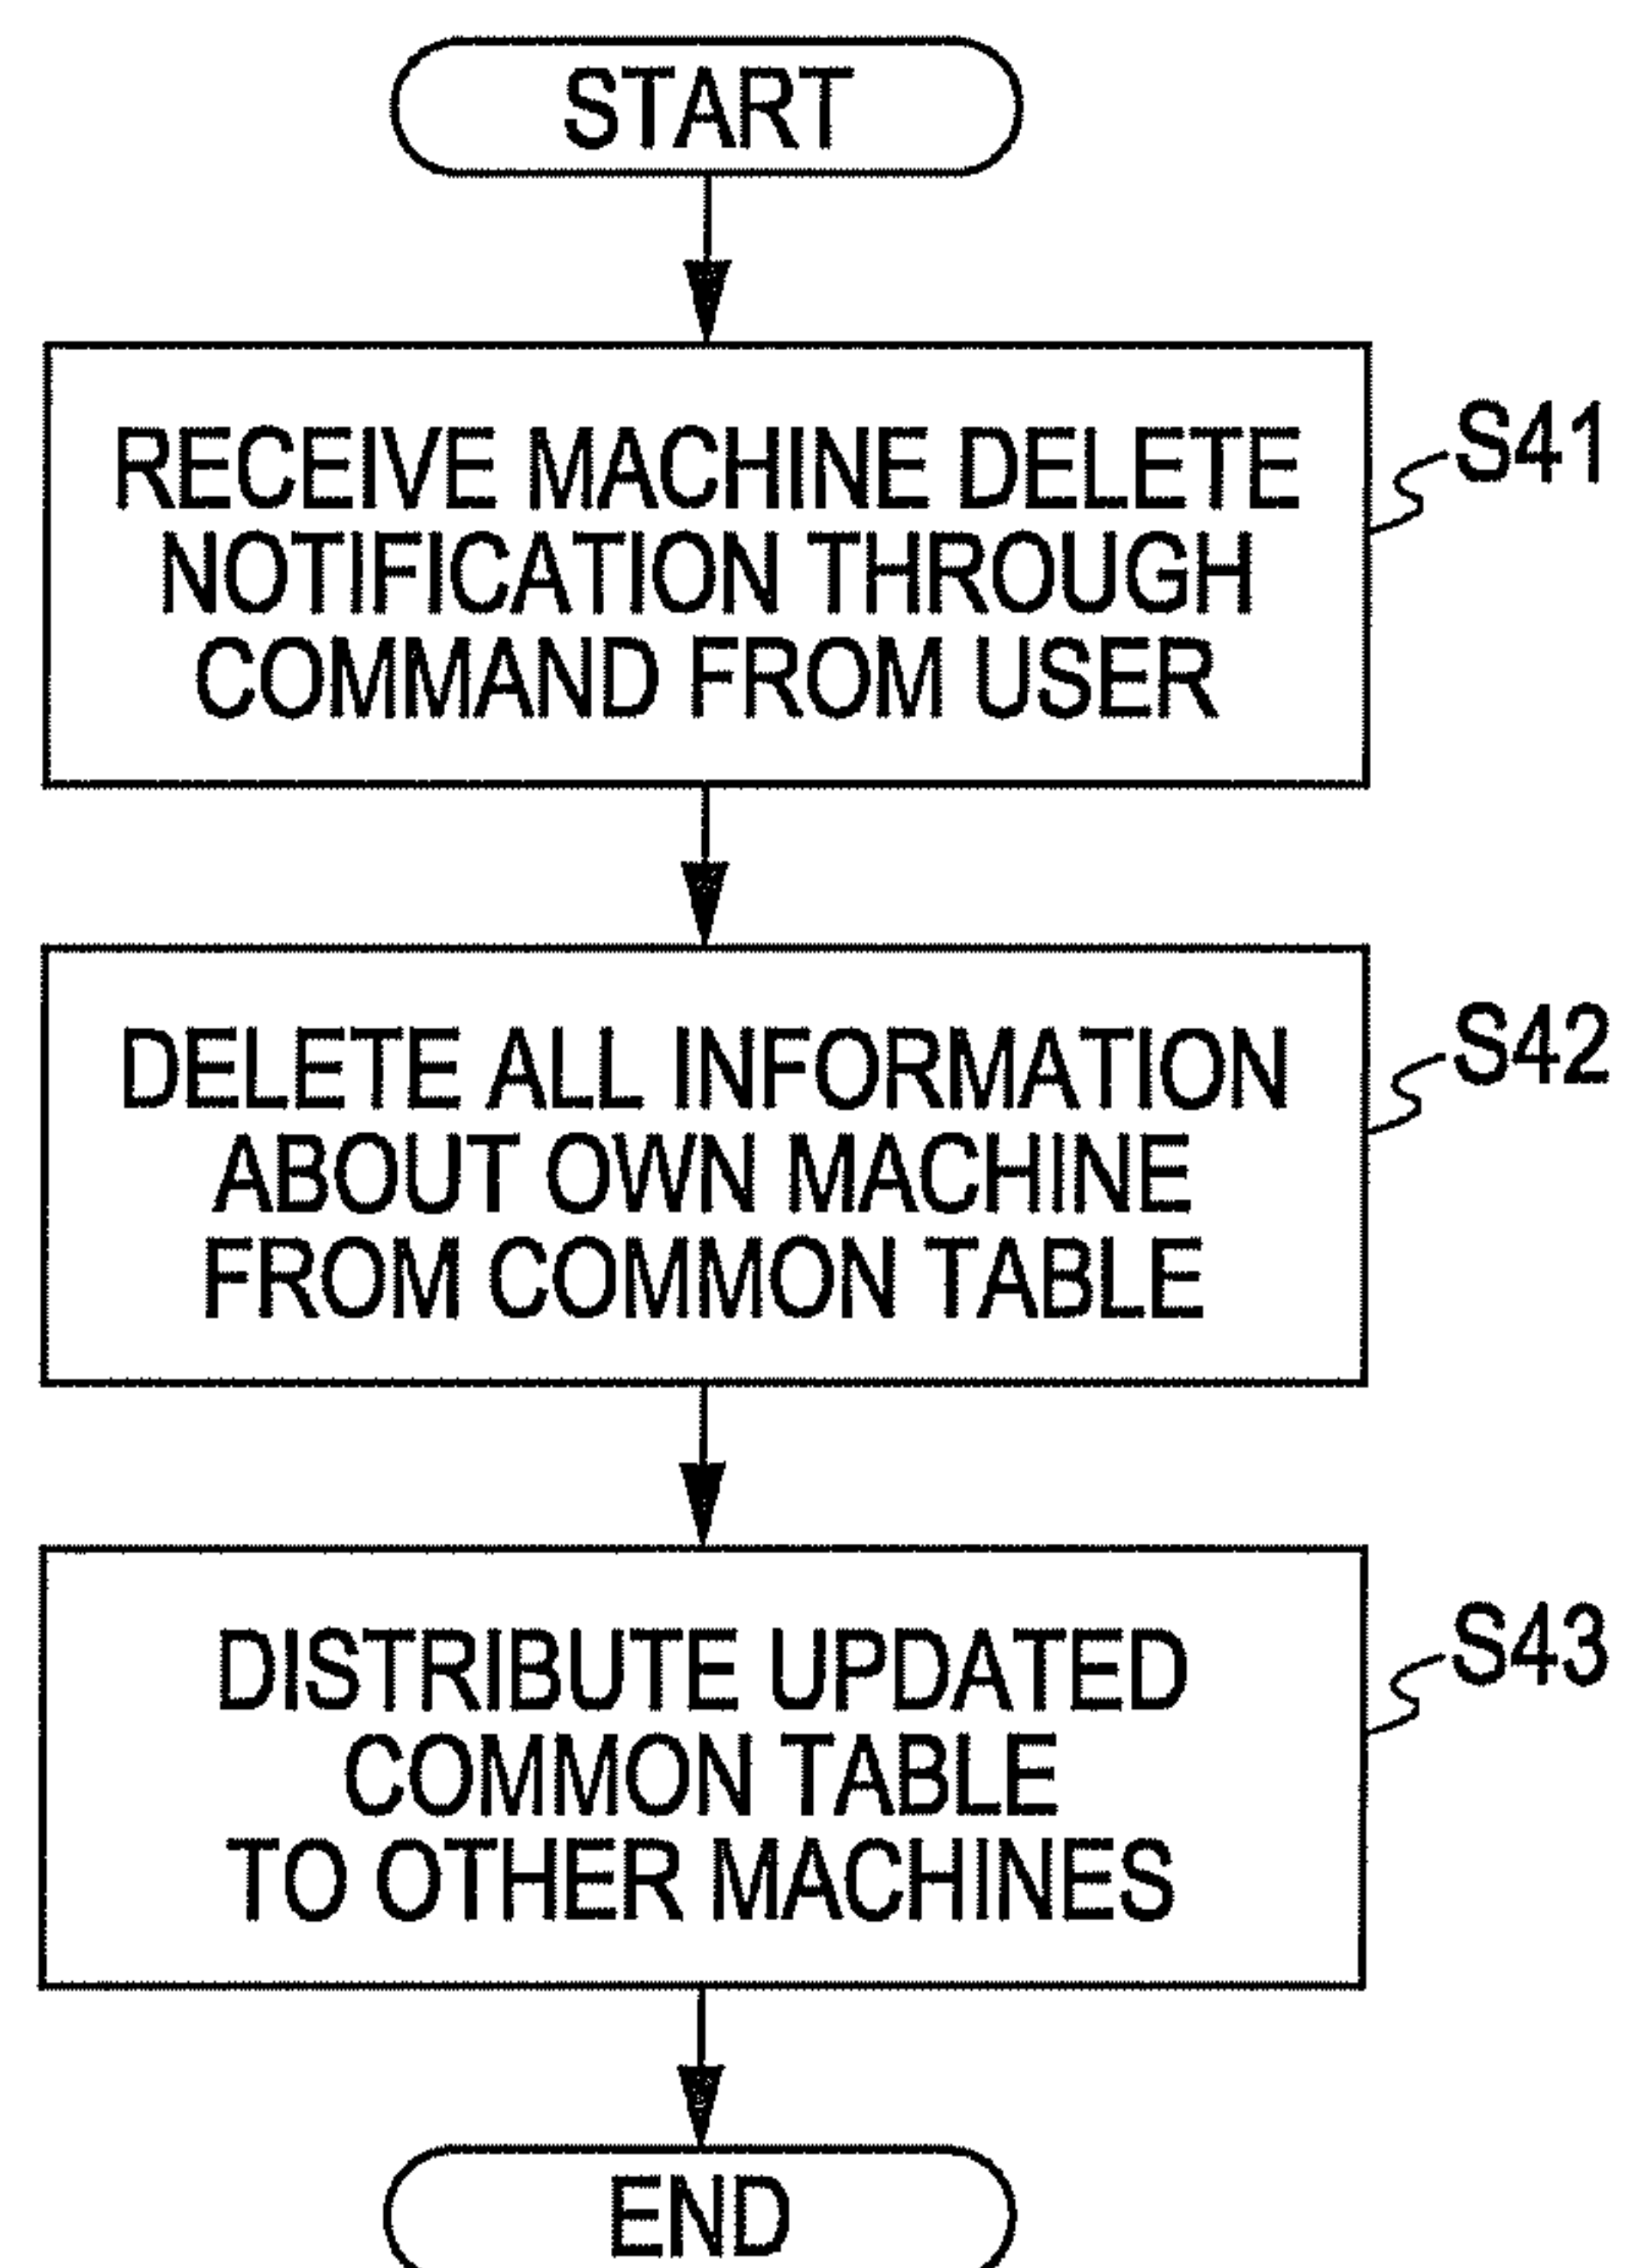 START
RECEIVE MACHINE DELETE
NOTIFICATION THROUGH
COMMAND FROM USER
S41
DELETE ALL INFORMATION
ABOUT OWN MACHINE
FROM COMMON TABLE
S42
DISTRIBUTE UPDATED
COMMON TABLE
TO OTHER MACHINES
S43
END